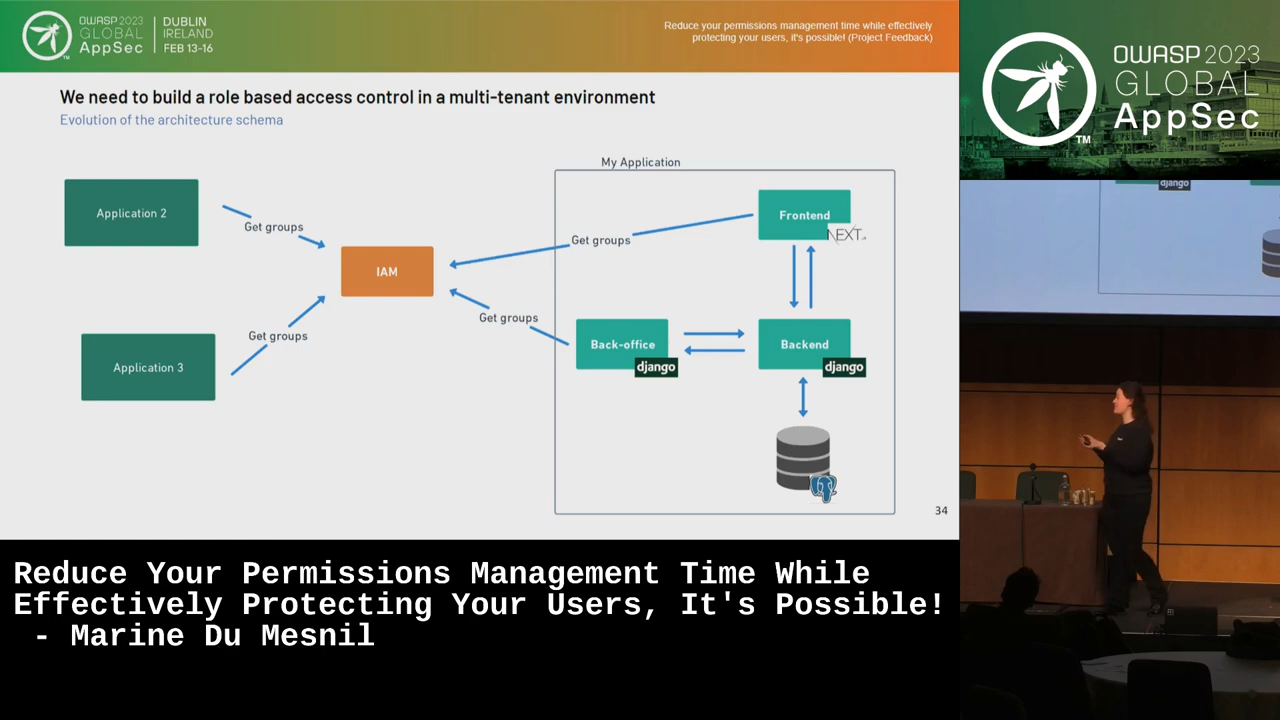 OWASP 2023
GLOBAL
AppSec
TM
DUBLIN
IRELAND
FEB 13-16
Reduce your permissions management time while effectively
protecting your users, it's possible! (Project Feedback)
We need to build a role based access control in a multi-tenant environment
Evolution of the architecture schema
My Application
Application 2
Get groups
Frontend
NEXT.JS
Get groups
IAM
Get groups
Get groups
Application 3
Back-office
django
Backend
django
34
OWASP 2023
GLOBAL
AppSec
TM
django
Reduce Your Permissions Management Time While
Effectively Protecting Your Users, It's Possible!
- Marine Du Mesnil